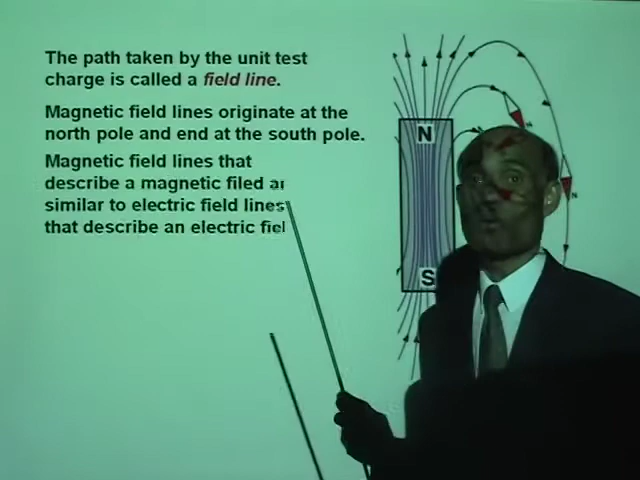 The path taken by the unit test
charge is called a field line.
Magnetic field lines originate at the
north pole and end at the south pole.
Magnetic field lines that
describe a magnetic filed
similar to electric field lines
that describe an electric
N
S
N